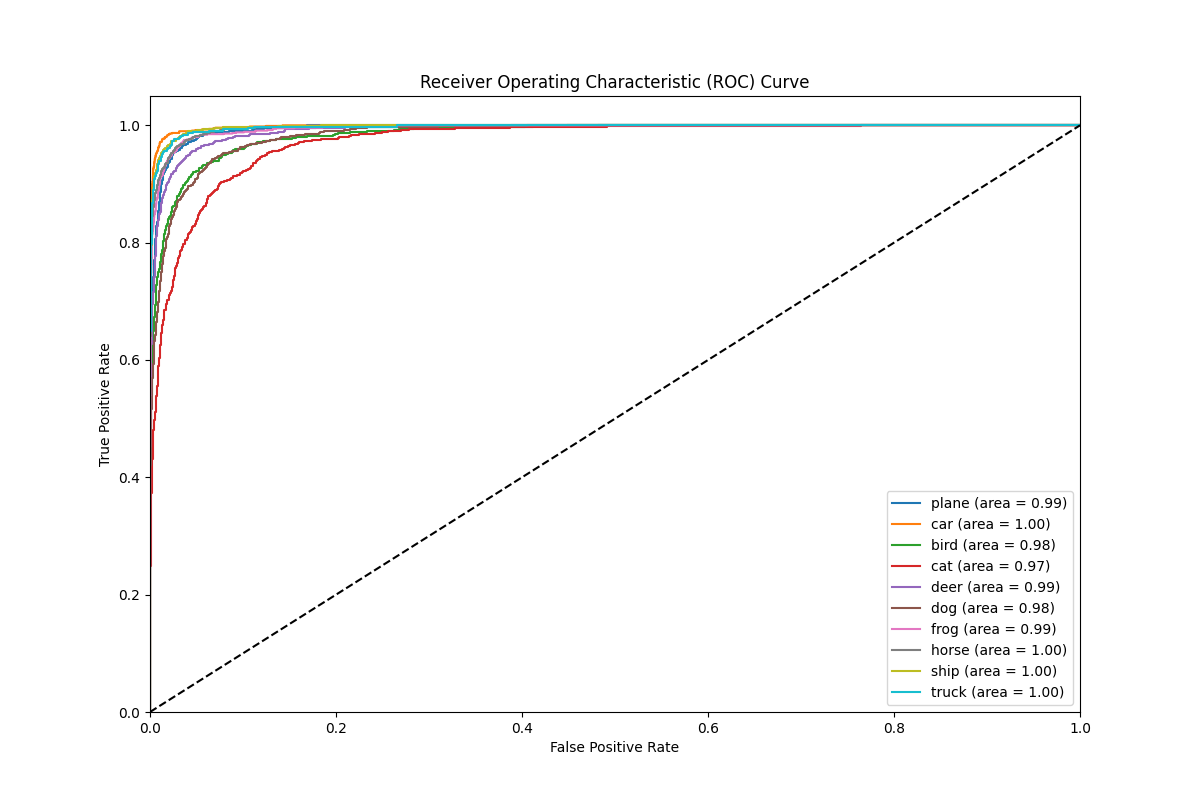 Receiver Operating Characteristic (ROC) Curve
True Positive Rate
1.0
0.8
0.6
0.4
0.2
0.0
plane (area = 0.99)
car (area = 1.00)
bird (area = 0.98)
cat (area = 0.97)
deer (area = 0.99)
dog (area = 0.98)
frog (area = 0.99)
horse (area = 1.00)
ship (area = 1.00)
truck (area = 1.00)
0.0 0.2 0.4 0.6 0.8 1.0
False Positive Rate